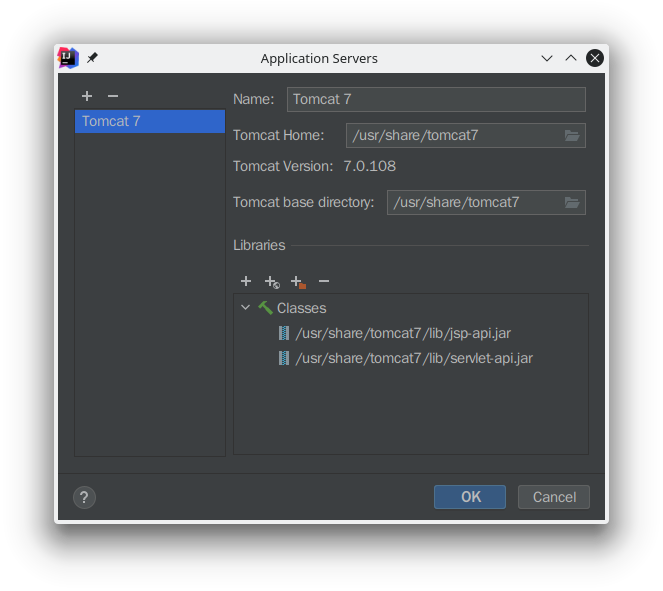 Application Servers
Tomcat 7
Name: Tomcat 7
Tomcat Home: /usr/share/tomcat7
Tomcat Version: 7.0.108
Tomcat base directory: /usr/share/tomcat7
Libraries
Classes
/usr/share/tomcat7/lib/jsp-api.jar
/usr/share/tomcat7/lib/servlet-api.jar
? OK Cancel